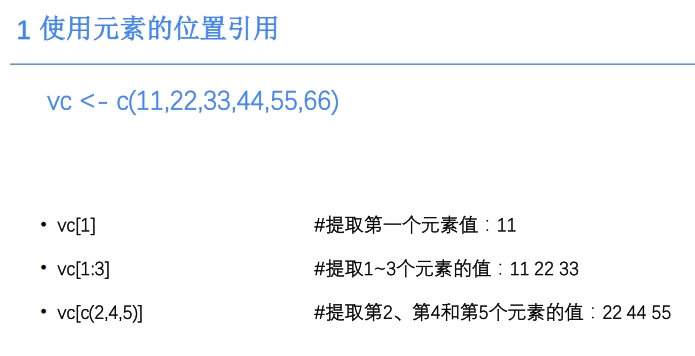 1 使用元素的位置引用
vc <- c(11,22,33,44,55,66)
• vc[1] #提取第一个元素值：11
• vc[1:3] #提取1~3个元素的值：11 22 33
• vc[c(2,4,5)] #提取第2、第4和第5个元素的值：22 44 55